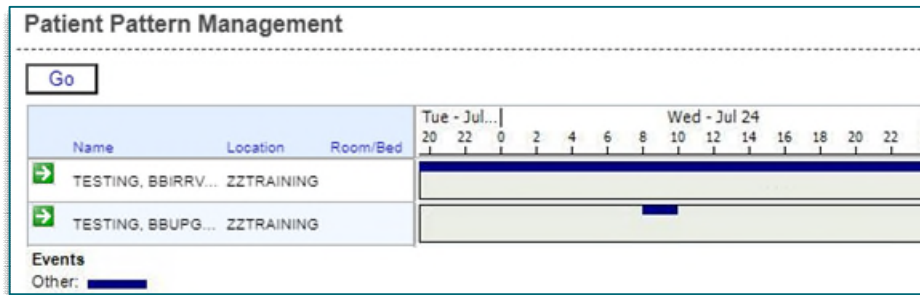 Patient Pattern Management
Go
Tue - Jul... Wed - Jul 24
Name Location Room/Bed 20 22 0 2 4 6 8 10 12 14 16 18 20 22
TESTING, BBIRRV... ZZTRAINING
TESTING, BBUPG... ZZTRAINING
Events
Other: